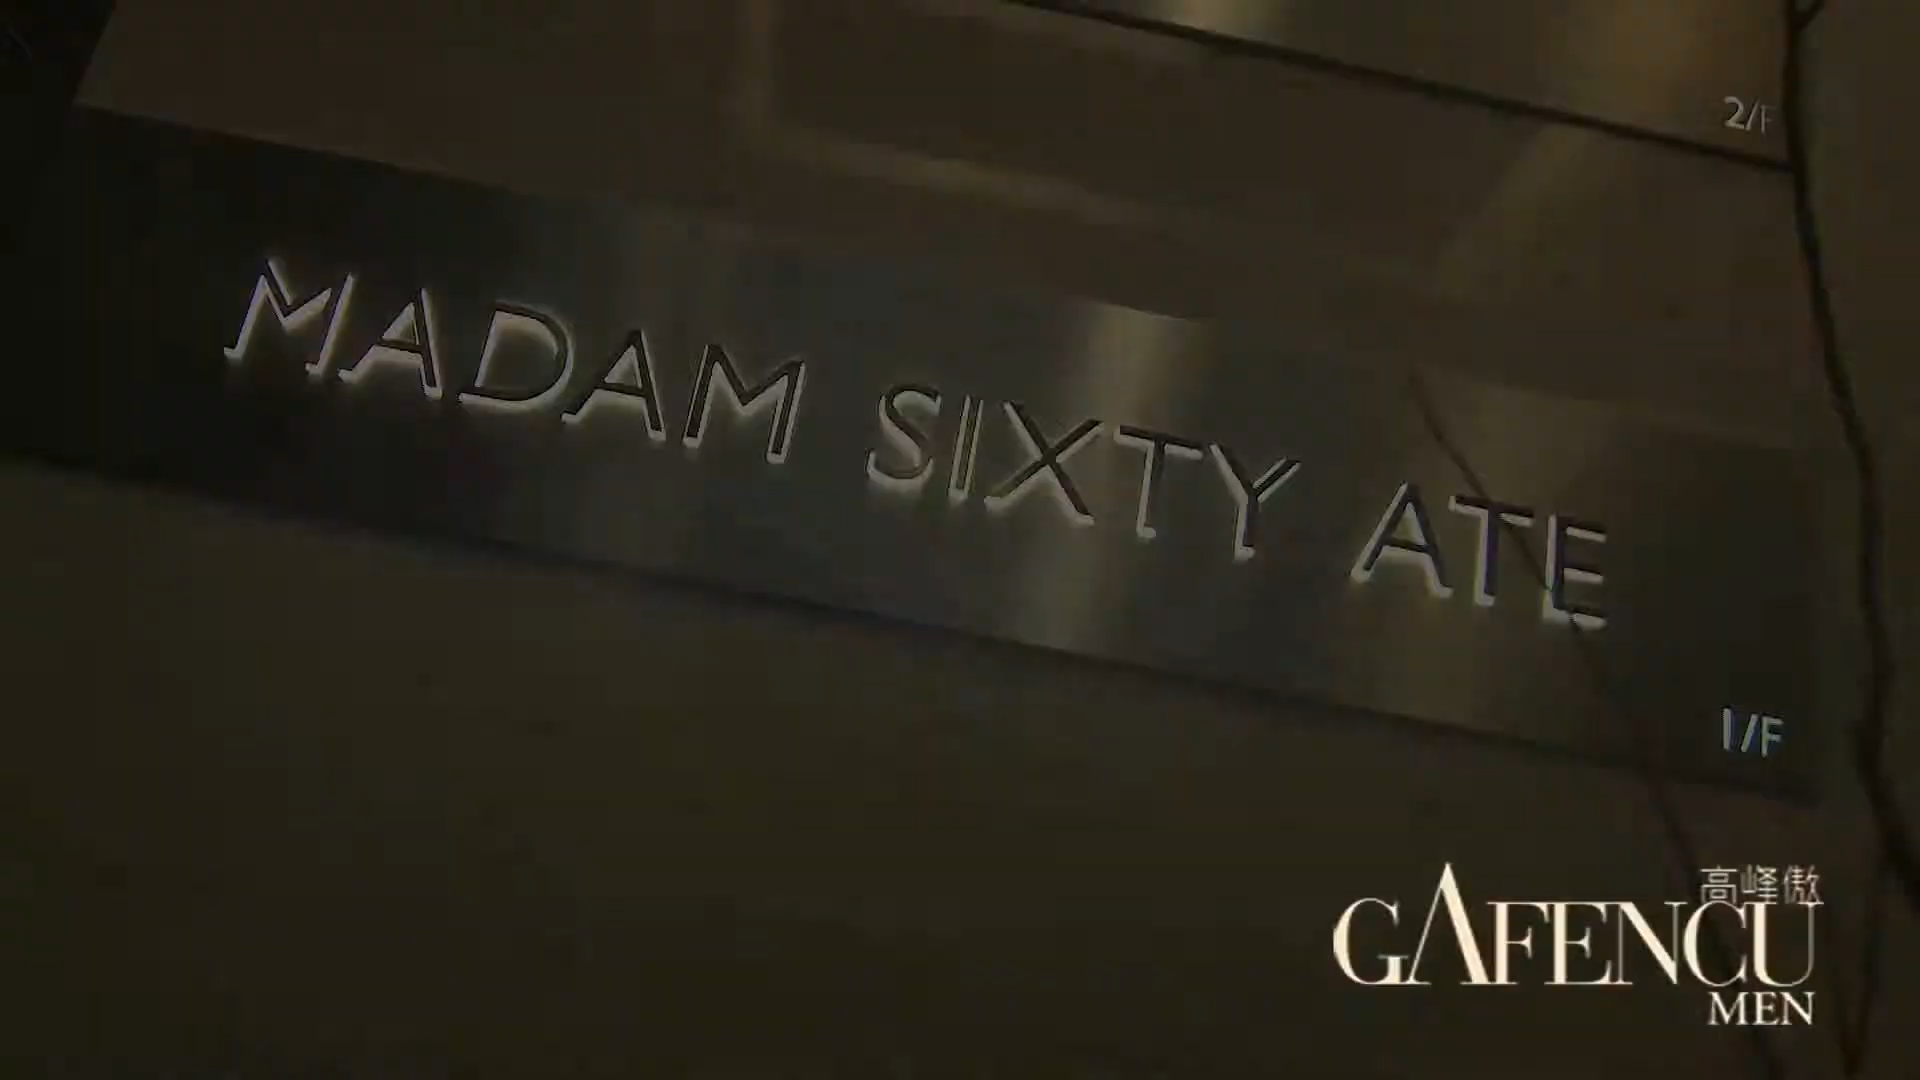 2/F
MADAM SIXTY ATE
1/F
高峰傲
GAFENCU
MEN